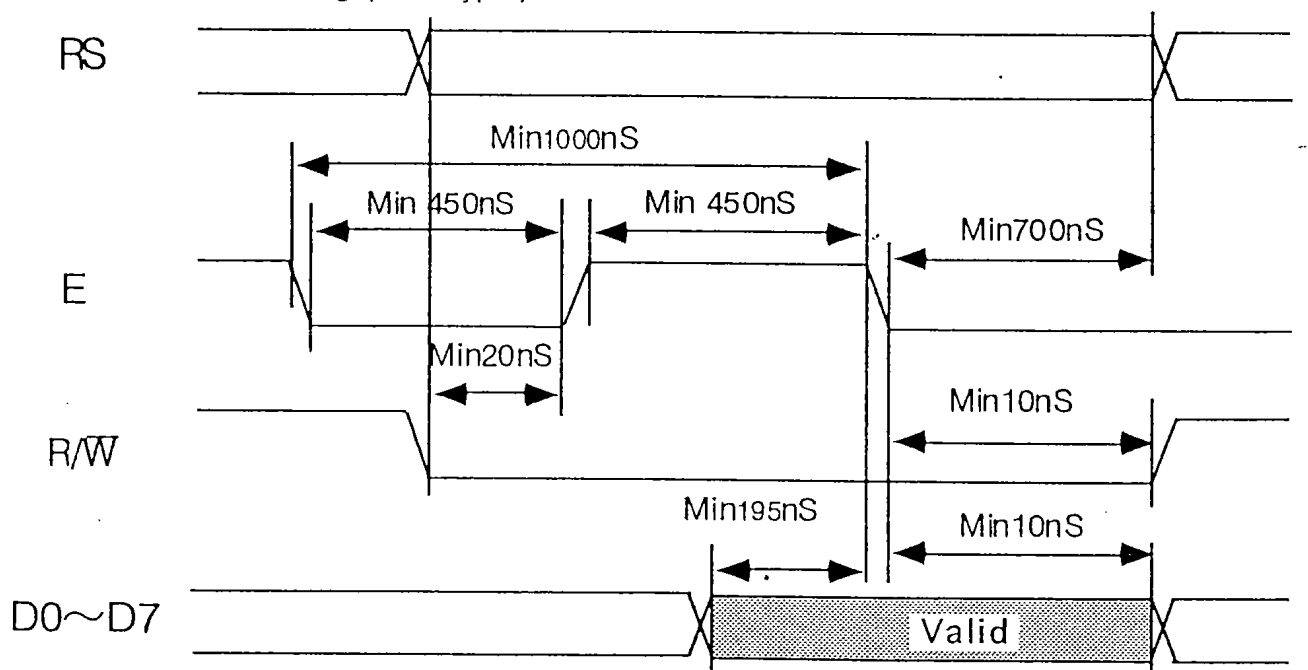 RS
Min1000nS
Min 450nS
Min 450nS
Min700nS
E
Min20nS
Min10nS
R/W
Min195nS
Min10nS
D0～D7
Valid